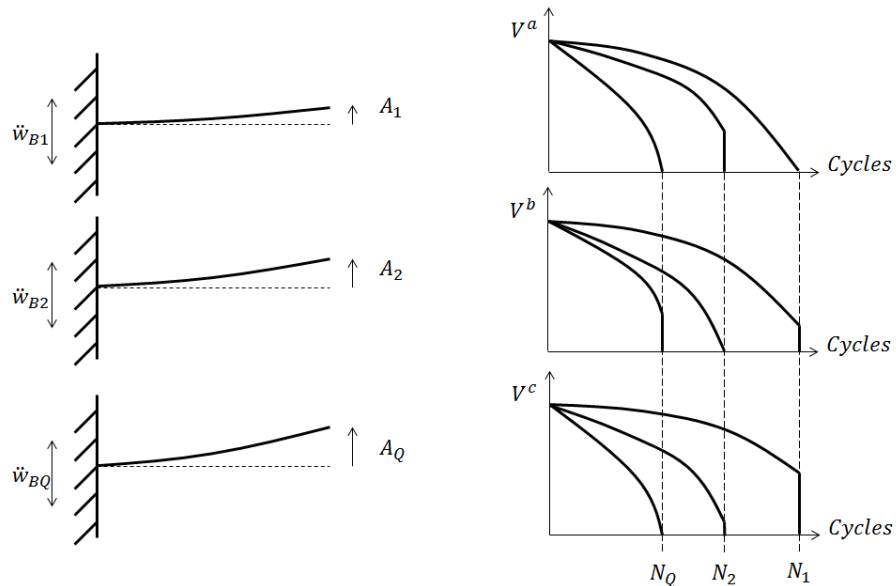 ẅ_B1
A_1
ẅ_B2
A_2
ẅ_BQ
A_Q
V^a
Cycles
V^b
Cycles
V^c
Cycles
N_Q N_2 N_1